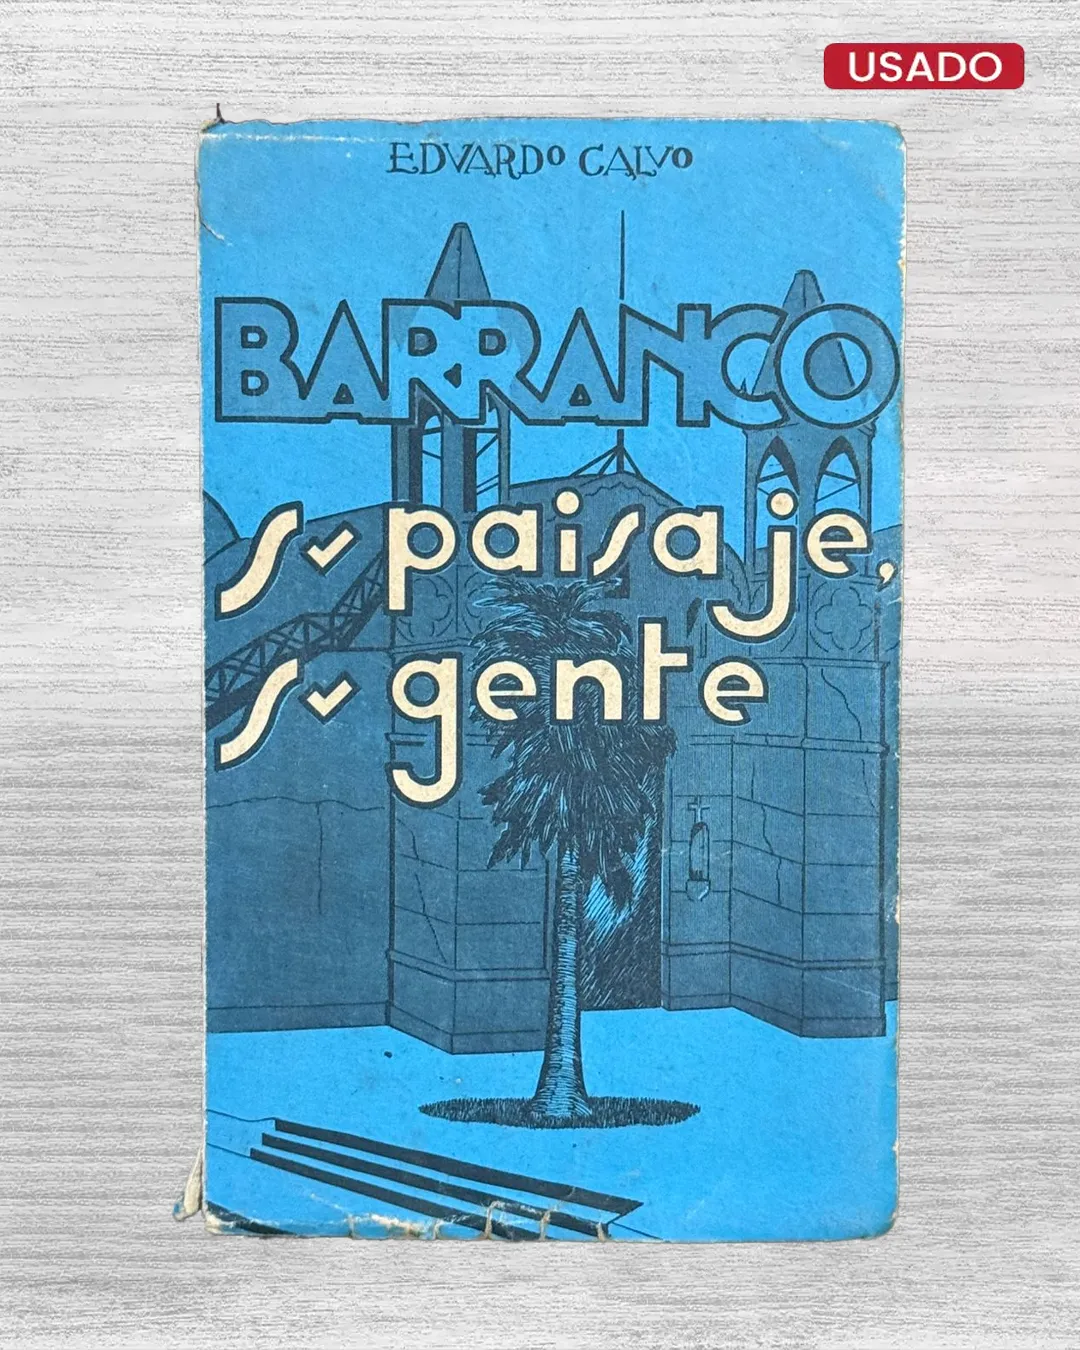 USADO
EDVARDO CALVO
BARRANCO
Su paisaje,
Su gente